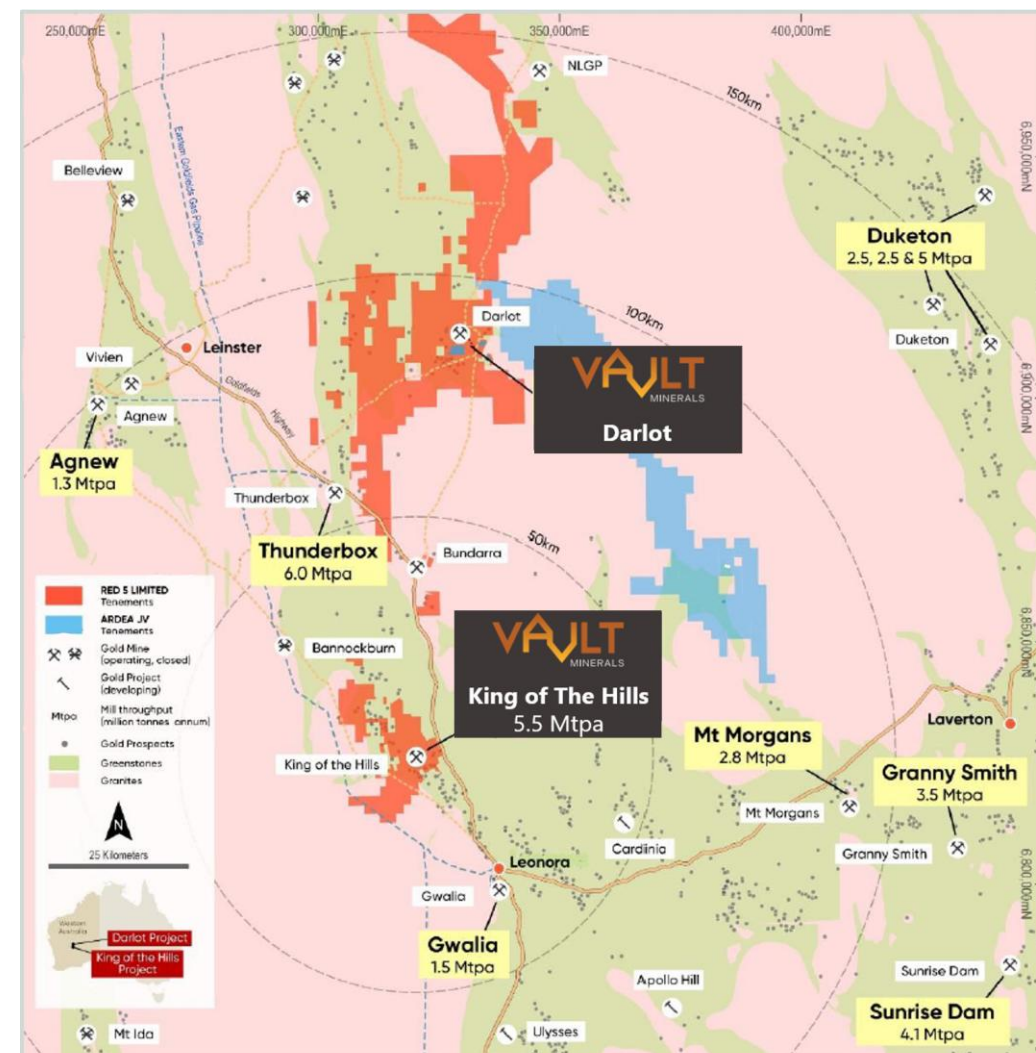 250,000mE
300,000mE
350,000mE
400,000mE
NLGP
150km
6,950,000mN
Eastern Goldfields Gas Pipeline
Belleview
Duketon
2.5, 2.5 & 5 Mtpa
Darlot
100km
Duketon
Leinster
Vivien
VAULT
MINERALS
Darlot
6,900,000mN
Goldfields
Highway
Agnew
Agnew
1.3 Mtpa
Thunderbox
Thunderbox
6.0 Mtpa
50km
Bundarra
RED 5 LIMITED
Tenements
ARDEA JV
Tenements
Gold Mine
(operating, closed)
Gold Project
(developing)
Mtpa
Mill throughput
(million tonnes annum)
Gold Prospects
Greenstones
Granites
N
25 Kilometers
Western
Australia
Darlot Project
King of the Hills
Project
Bannockburn
VAULT
MINERALS
King of The Hills
5.5 Mtpa
6,850,000mN
Laverton
King of the Hills
Mt Morgans
2.8 Mtpa
Granny Smith
3.5 Mtpa
Mt Morgans
Cardinia
Granny Smith
Leonora
6,800,000mN
Gwalia
Gwalia
1.5 Mtpa
Apollo Hill
Sunrise Dam
Sunrise Dam
4.1 Mtpa
Mt Ida
Ulysses